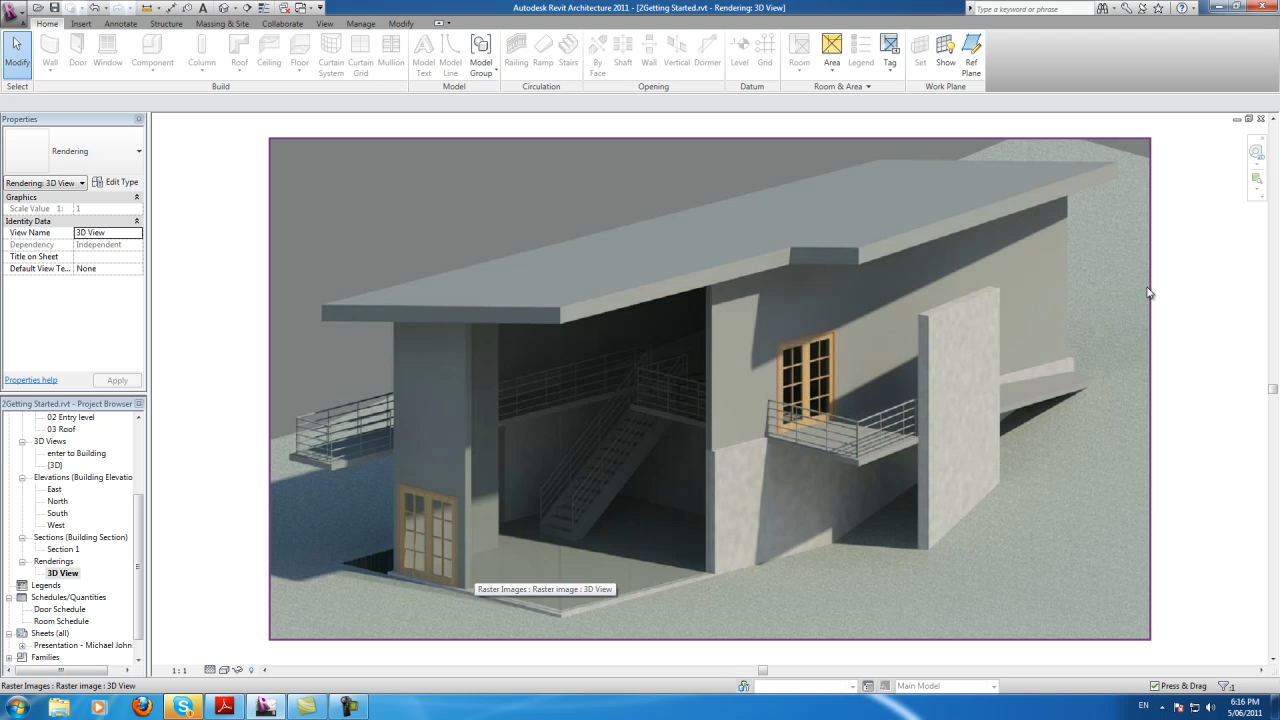 Autodesk Revit Architecture 2011 - [2Getting Started.rvt - Rendering: 3D View]
Type a keyword or phrase
Home Insert Annotate Structure Massing & Site Collaborate View Manage Modify
Modify Wall Door Window Component Column Roof Ceiling Floor Curtain System Curtain Grid Mullion Model Text Model Line Model Group Railing Ramp Stairs By Face Shaft Wall Vertical Dormer Level Grid Room Area Legend Tag Set Show Ref Plane
Select Build Model Circulation Opening Datum Room & Area Work Plane
Properties
Rendering
Rendering: 3D View Edit Type
Graphics
Scale Value 1: 1
Identity Data
View Name 3D View
Dependency Independent
Title on Sheet
Default View Te... None
Properties help Apply
2Getting Started.rvt - Project Browser
02 Entry level
03 Roof
3D Views
enter to Building
{3D}
Elevations (Building Elevatio
East
North
South
West
Sections (Building Section)
Section 1
Renderings
3D View
Legends
Schedules/Quantities
Door Schedule
Room Schedule
Sheets (all)
Presentation - Michael John
Families
Raster Images : Raster image : 3D View
1 : 1
Raster Images : Raster image : 3D View
Main Model
Press & Drag
:1
EN
6:16 PM
5/06/2011